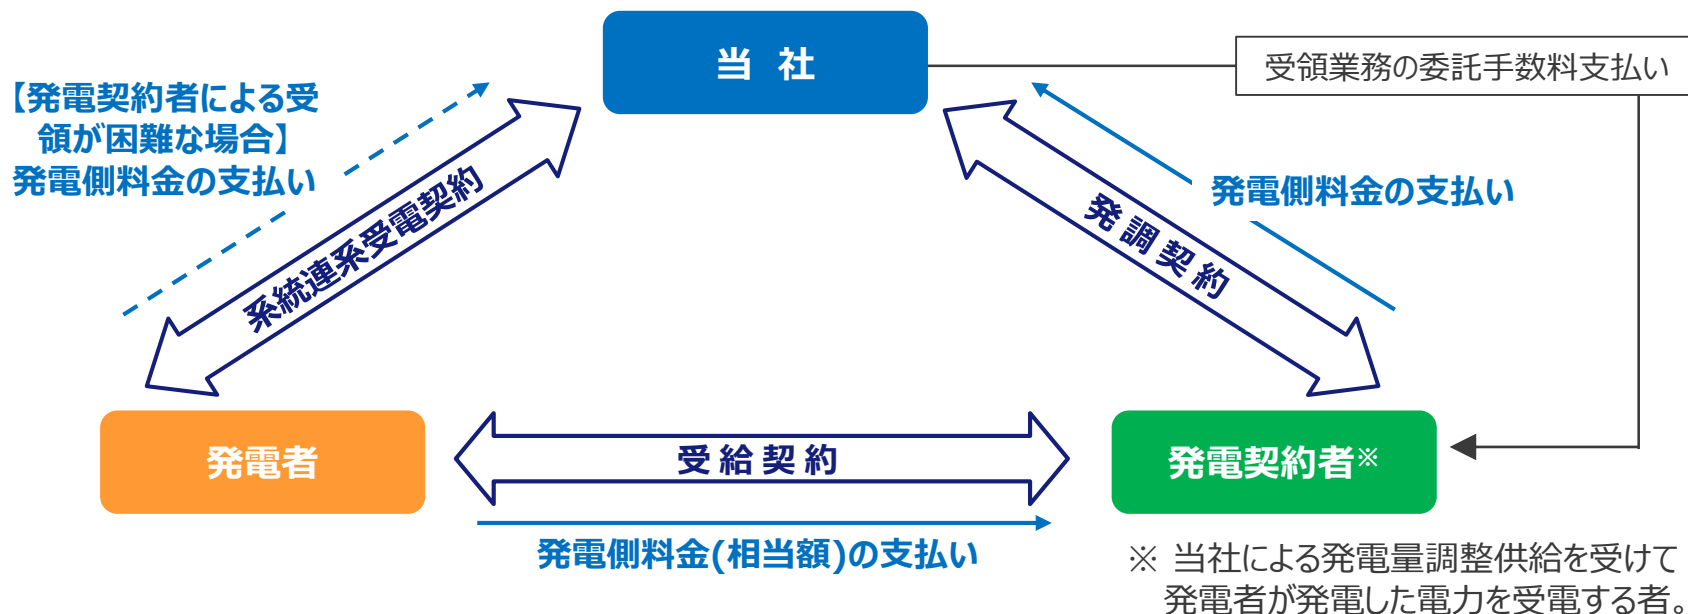 当 社
受領業務の委託手数料支払い
【発電契約者による受
領が困難な場合】
発電側料金の支払い
系統連系受電契約
発電側料金の支払い
発調契約
発電者
受給契約
発電契約者※
発電側料金(相当額)の支払い
※ 当社による発電量調整供給を受けて
発電者が発電した電力を受電する者。